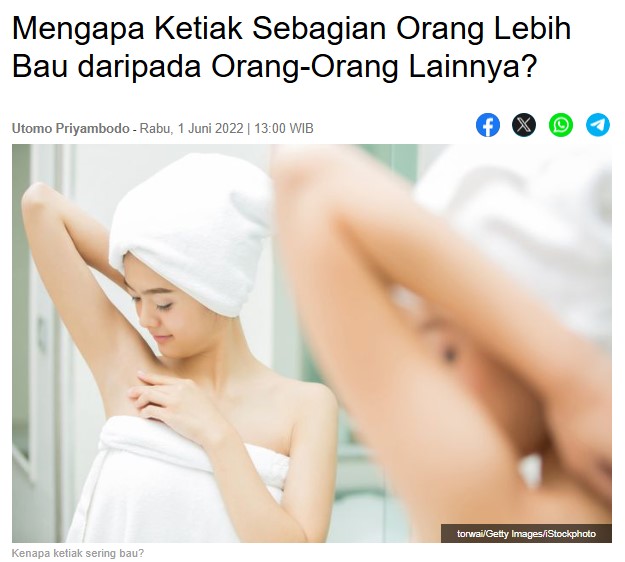 Mengapa Ketiak Sebagian Orang Lebih
Bau daripada Orang-Orang Lainnya?
Utomo Priyambodo - Rabu, 1 Juni 2022 | 13:00 WIB
torwai/Getty Images/iStockphoto
Kenapa ketiak sering bau?